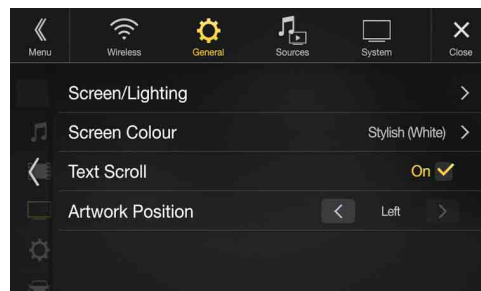 Menu
Wireless
General
Sources
System
Close
Screen/Lighting
Screen Colour
Stylish (White)
Text Scroll
On
Artwork Position
Left